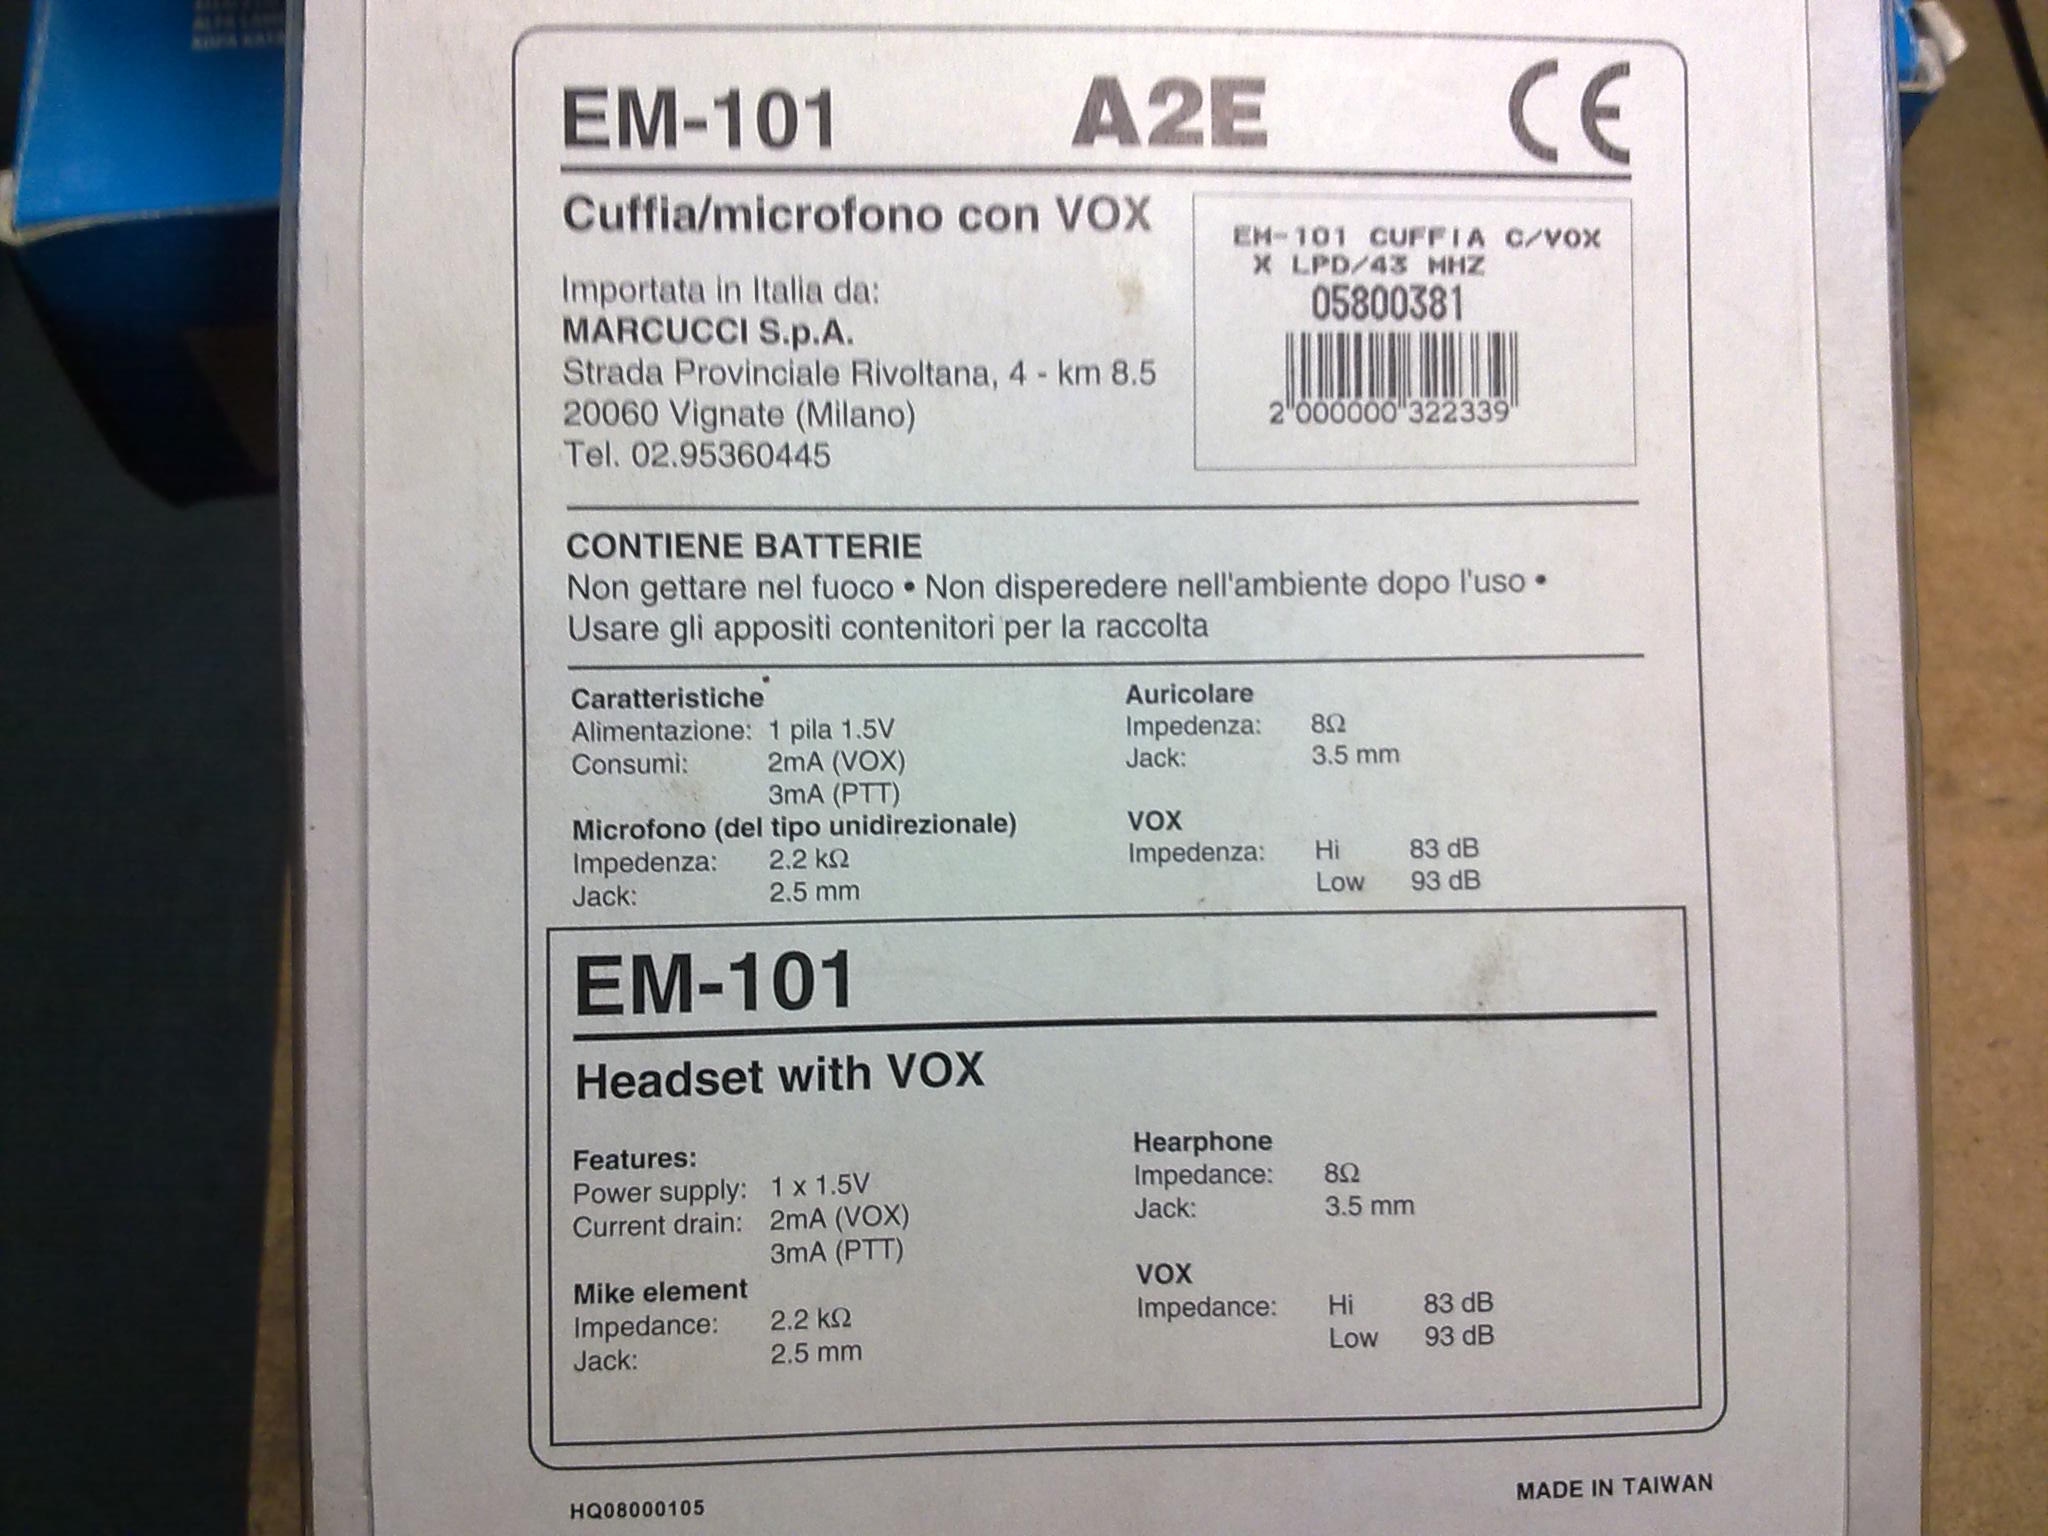 EM-101 A2E CE
Cuffia/microfono con VOX
Importata in Italia da:
MARCUCCI S.p.A.
Strada Provinciale Rivoltana, 4 - km 8.5
20060 Vignate (Milano)
Tel. 02.95360445
EM-101 CUFFIA C/VOX
X LPD/43 MHZ
05800381
2 000000 322339
CONTIENE BATTERIE
Non gettare nel fuoco • Non disperedere nell'ambiente dopo l'uso •
Usare gli appositi contenitori per la raccolta
Caratteristiche
Alimentazione: 1 pila 1.5V
Consumi: 2mA (VOX)
3mA (PTT)
Microfono (del tipo unidirezionale)
Impedenza: 2.2 kΩ
Jack: 2.5 mm
Auricolare
Impedenza: 8Ω
Jack: 3.5 mm
VOX
Impedenza: Hi 83 dB
Low 93 dB
EM-101
Headset with VOX
Features:
Power supply: 1 x 1.5V
Current drain: 2mA (VOX)
3mA (PTT)
Mike element
Impedance: 2.2 kΩ
Jack: 2.5 mm
Hearphone
Impedance: 8Ω
Jack: 3.5 mm
VOX
Impedance: Hi 83 dB
Low 93 dB
HQ08000105
MADE IN TAIWAN